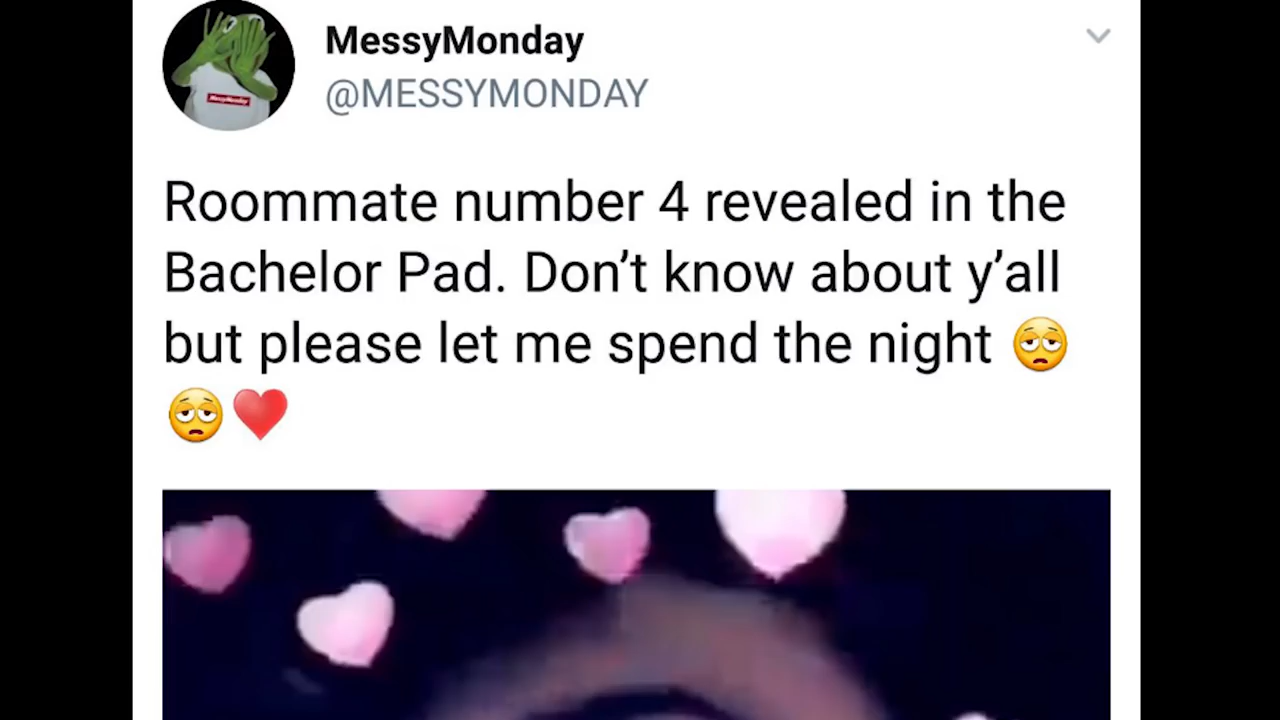 MessyMonday
@MESSYMONDAY
MessyMonday
Roommate number 4 revealed in the
Bachelor Pad. Don’t know about y’all
but please let me spend the night 😩
😩♥️